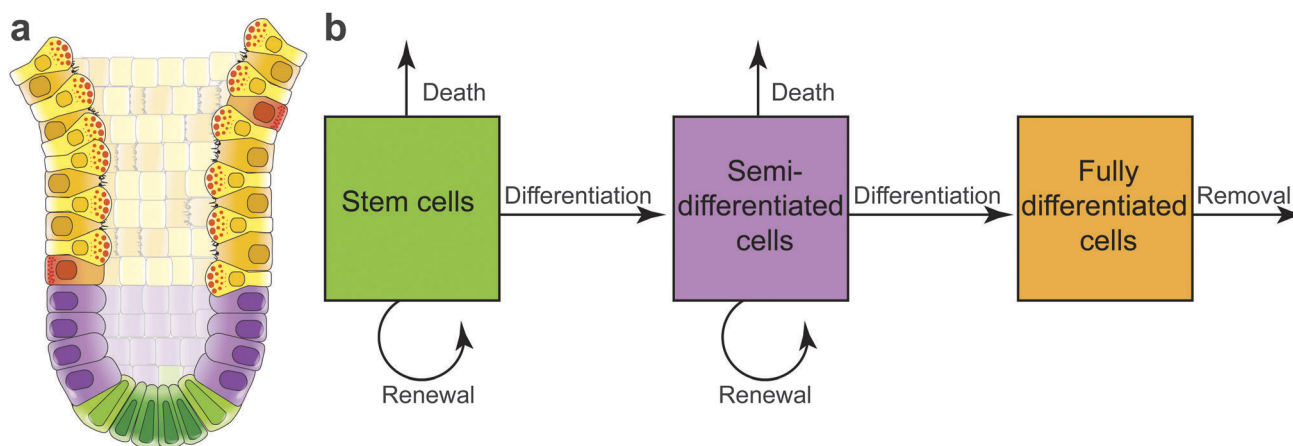 a
b
Death
Death
Stem cells
Differentiation
Semi-
differentiated
cells
Differentiation
Fully
differentiated
cells
Removal
Renewal
Renewal